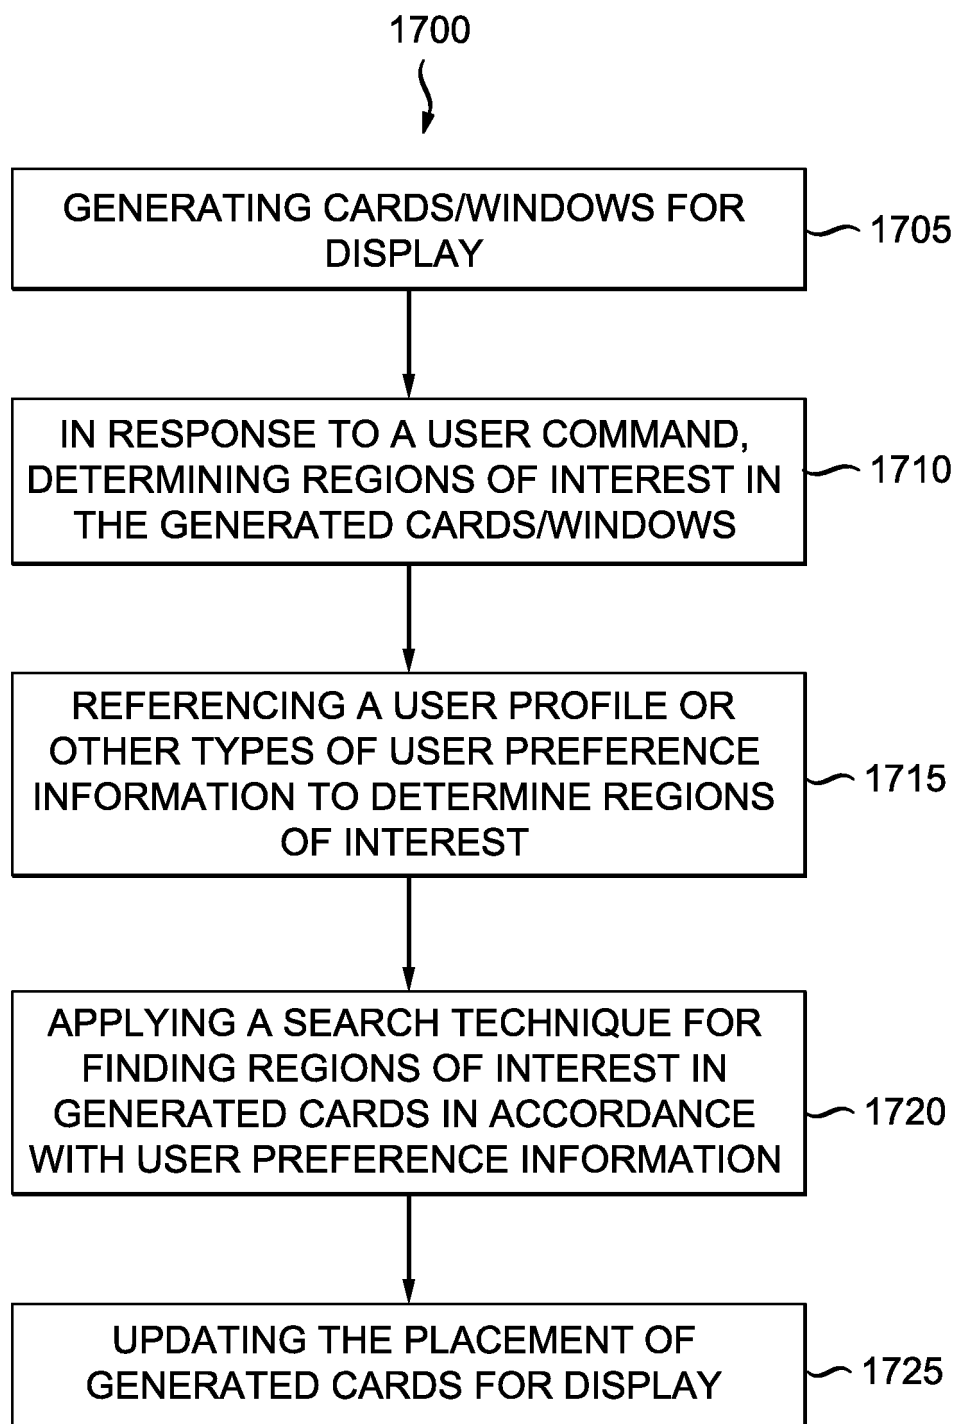 1700
GENERATING CARDS/WINDOWS FOR
DISPLAY
1705
IN RESPONSE TO A USER COMMAND,
DETERMINING REGIONS OF INTEREST IN
THE GENERATED CARDS/WINDOWS
1710
REFERENCING A USER PROFILE OR
OTHER TYPES OF USER PREFERENCE
INFORMATION TO DETERMINE REGIONS
OF INTEREST
1715
APPLYING A SEARCH TECHNIQUE FOR
FINDING REGIONS OF INTEREST IN
GENERATED CARDS IN ACCORDANCE
WITH USER PREFERENCE INFORMATION
1720
UPDATING THE PLACEMENT OF
GENERATED CARDS FOR DISPLAY
1725